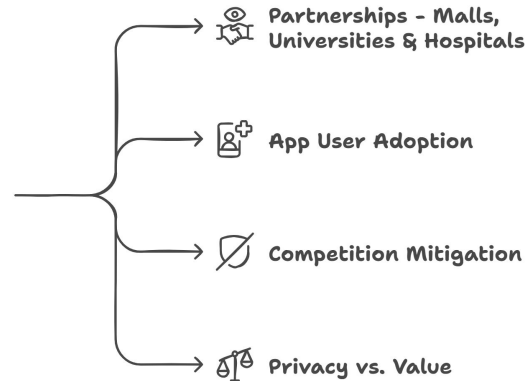 Partnerships - Malls,
Universities & Hospitals
App User Adoption
Competition Mitigation
Privacy vs. Value